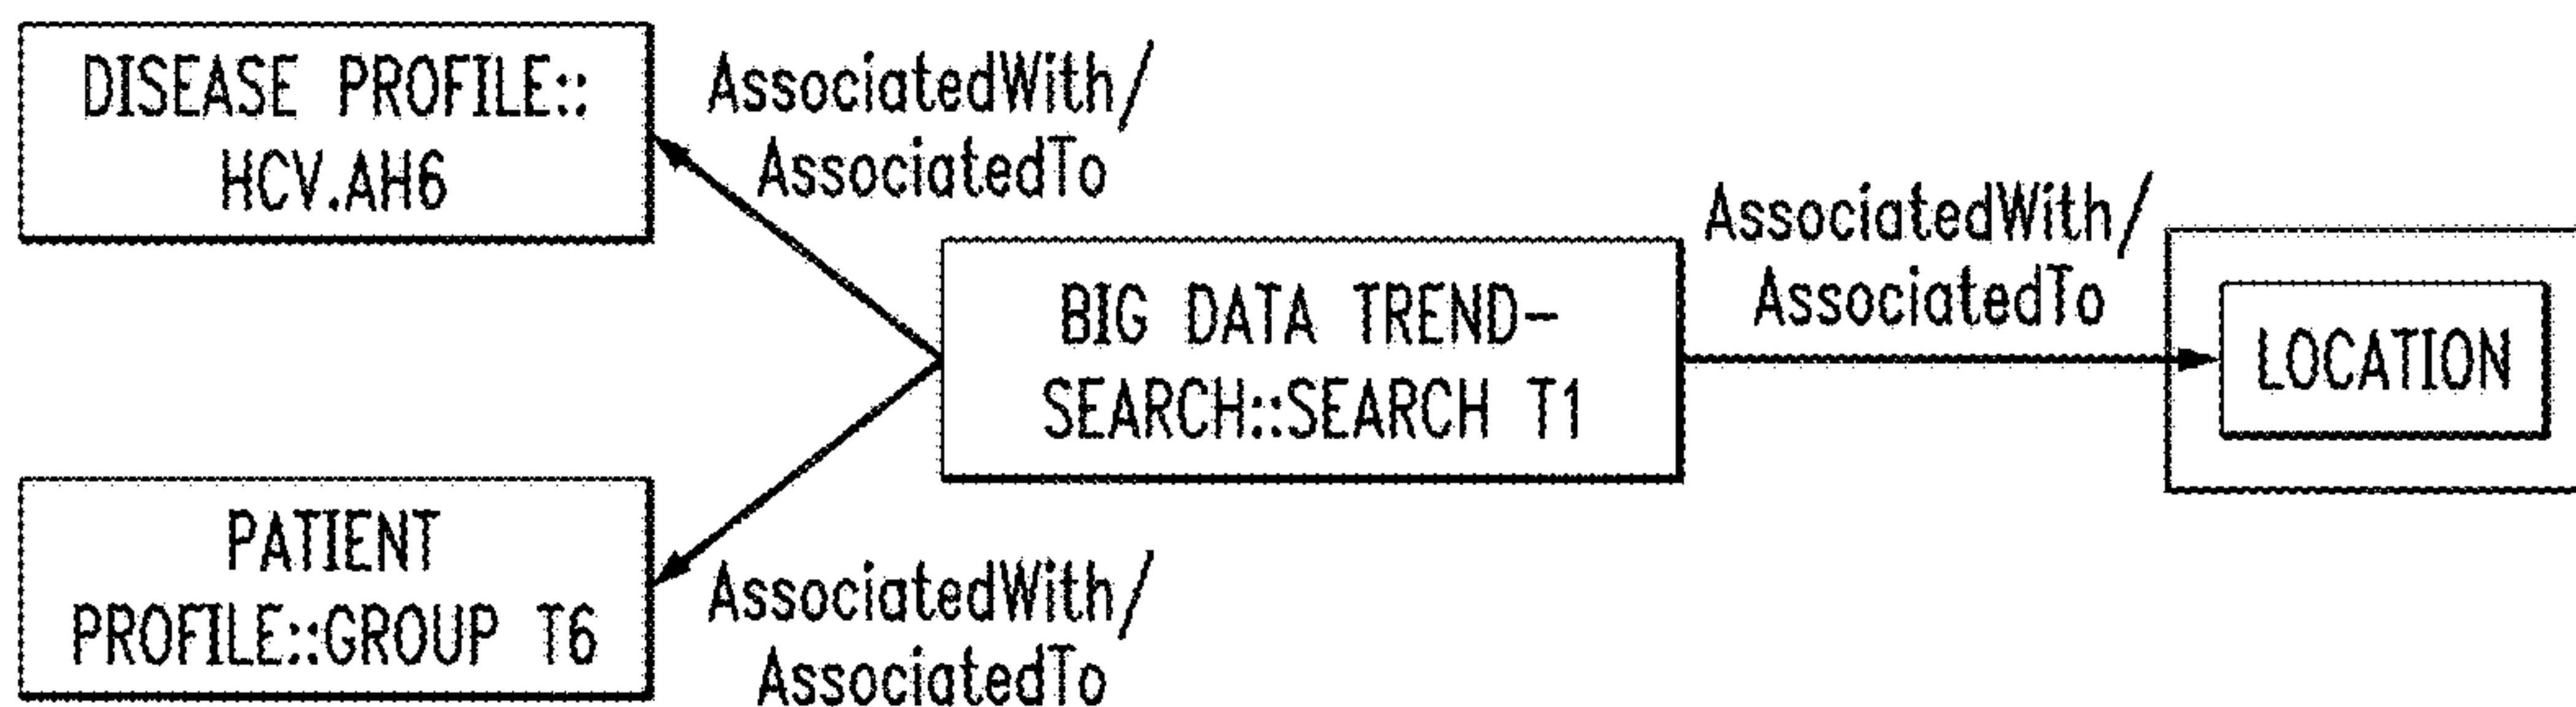 DISEASE PROFILE::
HCV.AH6
AssociatedWith/
AssociatedTo
BIG DATA TREND-
SEARCH::SEARCH T1
AssociatedWith/
AssociatedTo
LOCATION
PATIENT
PROFILE::GROUP T6
AssociatedWith/
AssociatedTo